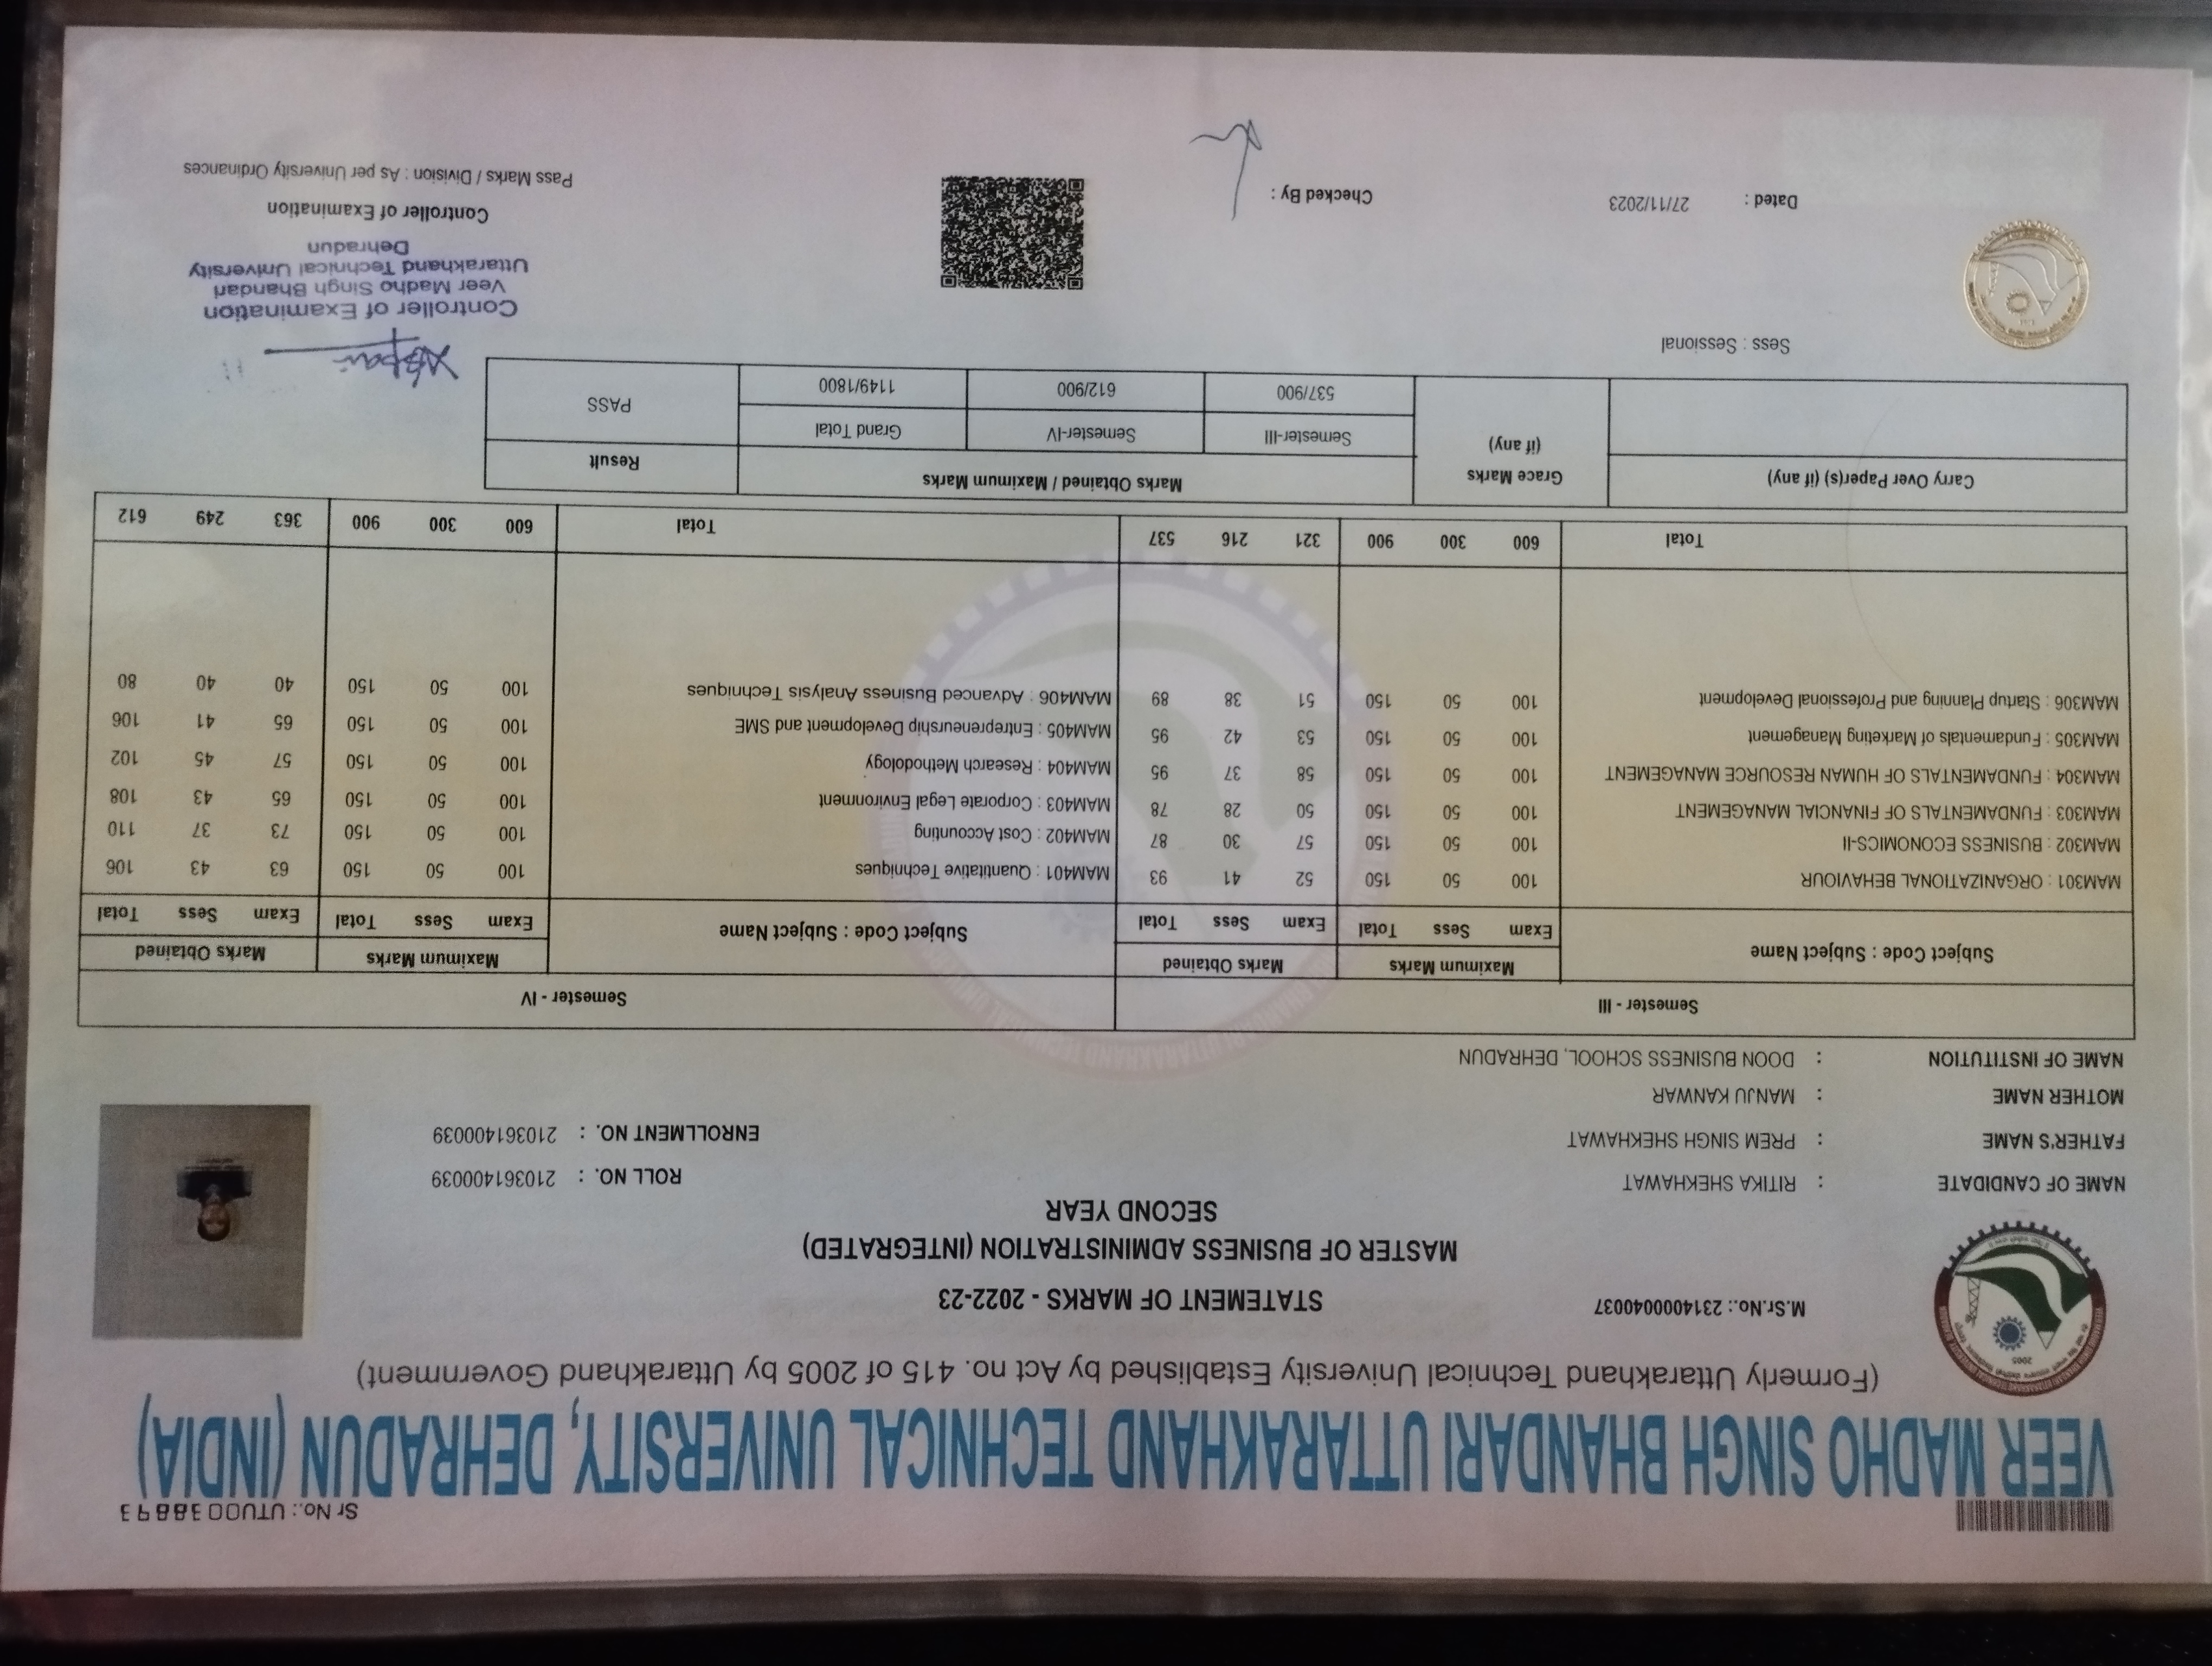 Sr No.: UTU0038893
VEER MADHO SINGH BHANDARI UTTARAKHAND TECHNICAL UNIVERSITY, DEHRADUN (INDIA)
(Formerly Uttarakhand Technical University Established by Act no. 415 of 2005 by Uttarakhand Government)
2005
M.Sr.No.: 2314000040037
STATEMENT OF MARKS - 2022-23
MASTER OF BUSINESS ADMINISTRATION (INTEGRATED)
SECOND YEAR
NAME OF CANDIDATE : RITIKA SHEKHAWAT ROLL NO. : 210361400039
FATHER'S NAME : PREM SINGH SHEKHAWAT ENROLLMENT NO. : 210361400039
MOTHER NAME : MANJU KANWAR
NAME OF INSTITUTION : DOON BUSINESS SCHOOL, DEHRADUN
Semester - III Semester - IV
Subject Code : Subject Name Maximum Marks Marks Obtained Subject Code : Subject Name Maximum Marks Marks Obtained
Exam Sess Total Exam Sess Total Exam Sess Total Exam Sess Total
MAM301 : ORGANIZATIONAL BEHAVIOUR 100 50 150 52 41 93 MAM401 : Quantitative Techniques 100 50 150 63 43 106
MAM302 : BUSINESS ECONOMICS-II 100 50 150 57 30 87 MAM402 : Cost Accounting 100 50 150 73 37 110
MAM303 : FUNDAMENTALS OF FINANCIAL MANAGEMENT 100 50 150 50 28 78 MAM403 : Corporate Legal Environment 100 50 150 65 43 108
MAM304 : FUNDAMENTALS OF HUMAN RESOURCE MANAGEMENT 100 50 150 58 37 95 MAM404 : Research Methodology 100 50 150 57 45 102
MAM305 : Fundamentals of Marketing Management 100 50 150 53 42 95 MAM405 : Entrepreneurship Development and SME 100 50 150 65 41 106
MAM306 : Startup Planning and Professional Development 100 50 150 51 38 89 MAM406 : Advanced Business Analysis Techniques 100 50 150 40 40 80
Total 600 300 900 321 216 537 Total 600 300 900 363 249 612
Carry Over Paper(s) (if any) Grace Marks (if any) Marks Obtained / Maximum Marks Result
Semester-III Semester-IV Grand Total
537/900 612/900 1149/1800 PASS
Sess : Sessional
Controller of Examination
Veer Madho Singh Bhandari
Uttarakhand Technical University
Dehradun
Dated : 27/11/2023 Checked By : Controller of Examination
Pass Marks / Division : As per University Ordinances